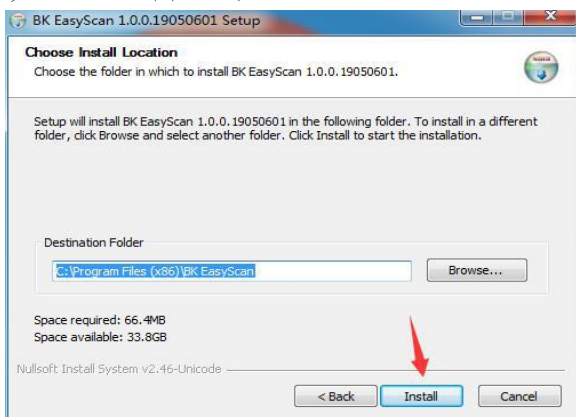 BK EasyScan 1.0.0.19050601 Setup
Choose Install Location
Choose the folder in which to install BK EasyScan 1.0.0.19050601.
Setup will install BK EasyScan 1.0.0.19050601 in the following folder. To install in a different
folder, click Browse and select another folder. Click Install to start the installation.
Destination Folder
C:\Program Files (x86)\BK EasyScan
Browse...
Space required: 66.4MB
Space available: 33.8GB
Nullsoft Install System v2.46-Unicode
< Back
Install
Cancel